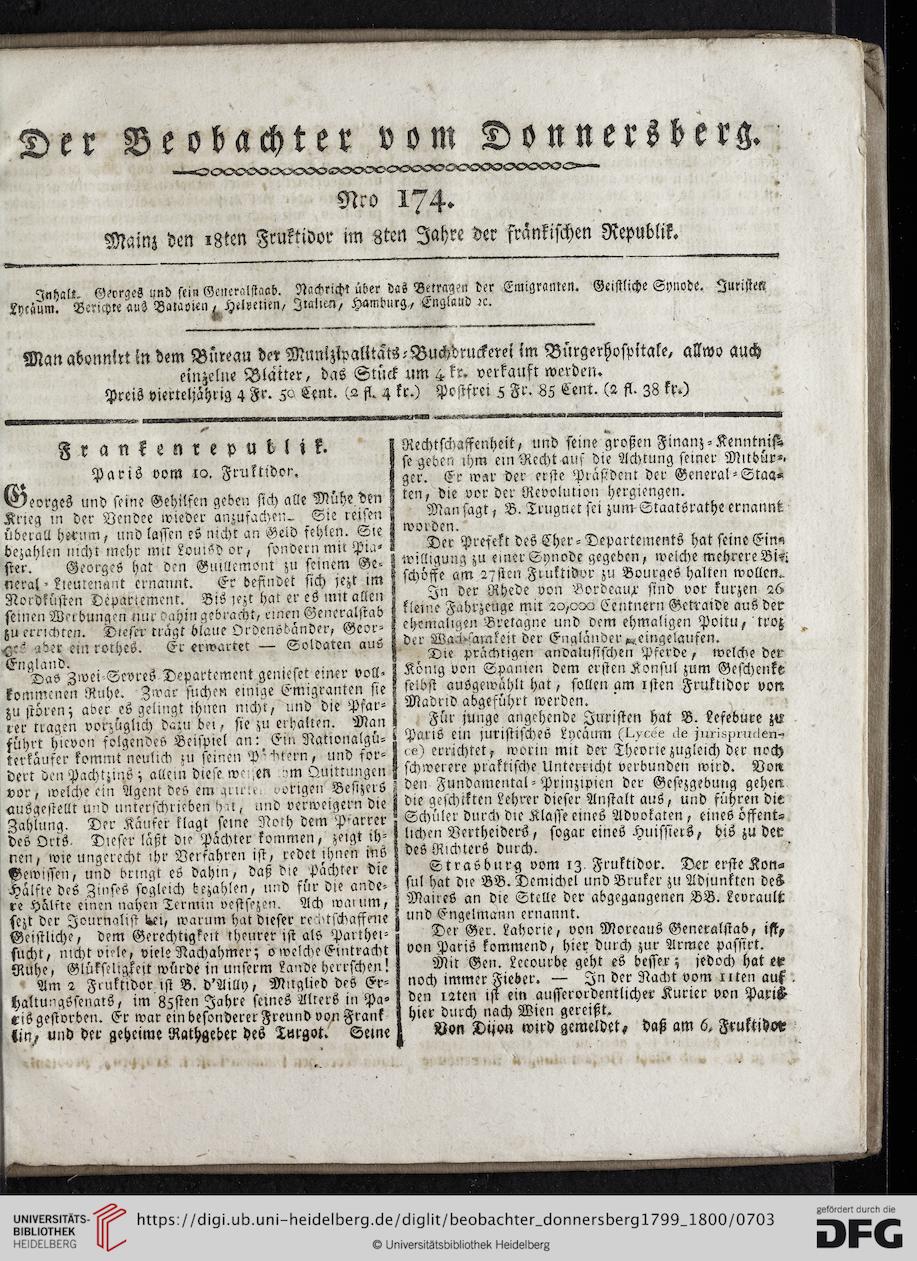 Der Beobachter vom Donnersberg.
Nro 174.
Mainz den 18ten Fruktidor im 8ten Jahre der fränkischen Republik.
Inhalt. Georges und sein Generalstaab. Nachricht über das Betragen der Emigranten. Geistliche Synode. Juristen
Lycäum. Berichte aus Batavien, Helvetien, Italien, Hamburg, England ꝛc.
Man abonnirt in dem Büreau der Munizipalitäts-Buchdruckerei im Bürgerhospitale, allwo auch
einzelne Blätter, das Stück um 4 kr. verkauft werden.
Preis vierteljährig 4 Fr. 50 Cent. (2 fl. 4 kr.) Postfrei 5 Fr. 85 Cent. (2 fl. 38 kr.)
Frankenrepublik.
Paris vom 10. Fruktidor.
Georges und seine Gehilfen geben sich alle Mühe den
Krieg in der Vendee wieder anzufachen. Sie reisen
überall herum, und lassen es nicht an Geld fehlen. Sie
bezahlen nicht mehr mit Louisd'or, sondern mit Pia-
ster. Georges hat den Guillemont zu seinem Ge-
neral-Lieutenant ernannt. Er befindet sich jezt im
Nordküsten Departement. Bis jezt hat er es mit allen
seinen Werbungen nur dahin gebracht, einen Generalstab
zu errichten. Dieser trägt blaue Ordensbänder, Geor-
ges aber ein rothes. Er erwartet — Soldaten aus
England.
Das Zwei-Sevres Departement genieset einer voll-
kommenen Ruhe. Zwar suchen einige Emigranten sie
zu stören; aber es gelingt ihnen nicht, und die Pfar-
rer tragen vorzüglich dazu bei, sie zu erhalten. Man
führt hievon folgendes Beispiel an: Ein Nationalgü-
terkäufer kommt neulich zu seinen Pächtern, und for-
dert den Pachtzins; allein diese weisen ihm Quittungen
vor, welche ein Agent des vorigen Besizers
ausgestellt und unterschrieben hat, und verweigern die
Zahlung. Der Käufer klagt seine Noth dem Pfarrer
des Orts. Dieser läßt die Pächter kommen, zeigt ih-
nen, wie ungerecht ihr Verfahren ist, redet ihnen ins
Gewissen, und bringt es dahin, daß die Pächter die
Hälfte des Zinses sogleich bezahlen, und für die ande-
re Hälfte einen nahen Termin vestsezen. Ach warum,
sezt der Journalist bei, warum hat dieser rechtschaffene
Geistliche, dem Gerechtigkeit theurer ist als Parthei-
sucht, nicht viele, viele Nachahmer; o welche Eintracht
Ruhe, Glükseligkeit würde in unserm Lande herrschen!
Am 2 Fruktidor ist B. d'Ailly, Mitglied des Er-
haltungssenats, im 85sten Jahre seines Alters in Pa-
ris gestorben. Er war ein besonderer Freund von Frank
lin, und der geheime Rathgeber des Turgot. Seine
Rechtschaffenheit, und seine großen Finanz-Kenntnis-
se geben ihm ein Recht auf die Achtung seiner Mitbür-
ger. Er war der erste Präsident der General-Staa-
ten, die vor der Revolution hergiengen.
Man sagt, B. Truguet sei zum Staatsrathe ernannt
worden.
Der Prefekt des Cher-Departements hat seine Ein-
willigung zu einer Synode gegeben, welche mehrere Bi-
schöffe am 27sten Fruktidor zu Bourges halten wollen.
In der Rhede von Bordeaux sind vor kurzen 26
kleine Fahrzeuge mit 20,000 Centnern Getraide aus der
ehemaligen Bretagne und dem ehmaligen Poitu, troz
der Wachsamkeit der Engländer eingelaufen.
Die prächtigen andalusischen Pferde, welche der
König von Spanien dem ersten Konsul zum Geschenke
selbst ausgewählt hat, sollen am 1sten Fruktidor von
Madrid abgeführt werden.
Für junge angehende Juristen hat B. Lefebure zu
Paris ein juristisches Lycäum (Lycée de jurispruden-
ce) errichtet, worin mit der Theorie zugleich der noch
schwerere praktische Unterricht verbunden wird. Von
den Fundamental-Prinzipien der Gesezgebung gehen
die geschikten Lehrer dieser Anstalt aus, und führen die
Schüler durch die Klasse eines Advokaten, eines öffent-
lichen Vertheiders, sogar eines Huissiers, bis zu der
des Richters durch.
Strasburg vom 13. Fruktidor. Der erste Kon-
sul hat die BB. Demichel und Bruker zu Adjunkten des
Maires an die Stelle der abgegangenen BB. Levrault
und Engelmann ernannt.
Der Ger. Lahorie, von Moreaus Generalstab, ist,
von Paris kommend, hier durch zur Armee passirt.
Mit Gen. Lecourbe geht es besser; jedoch hat er
noch immer Fieber. — In der Nacht vom 11ten auf
den 12ten ist ein ausserordentlicher Kurier von Paris
hier durch nach Wien gereißt.
Von Dijon wird gemeldet, daß am 6. Fruktidor
UNIVERSITÄTS-
BIBLIOTHEK
HEIDELBERG
https://digi.ub.uni-heidelberg.de/diglit/beobachter_donnersberg1799_1800/0703
© Universitätsbibliothek Heidelberg
gefördert durch die
DFG